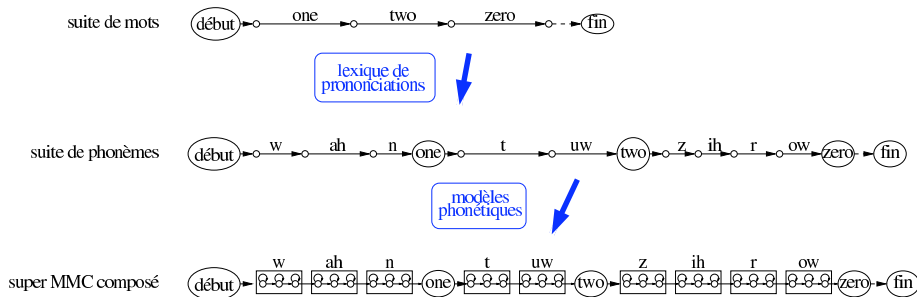 suite de mots début one two zero fin
lexique de
prononciations
suite de phonèmes début w ah n one t uw two z ih r ow zero fin
modèles
phonétiques
w ah n t uw z ih r ow
super MMC composé début one two zero fin